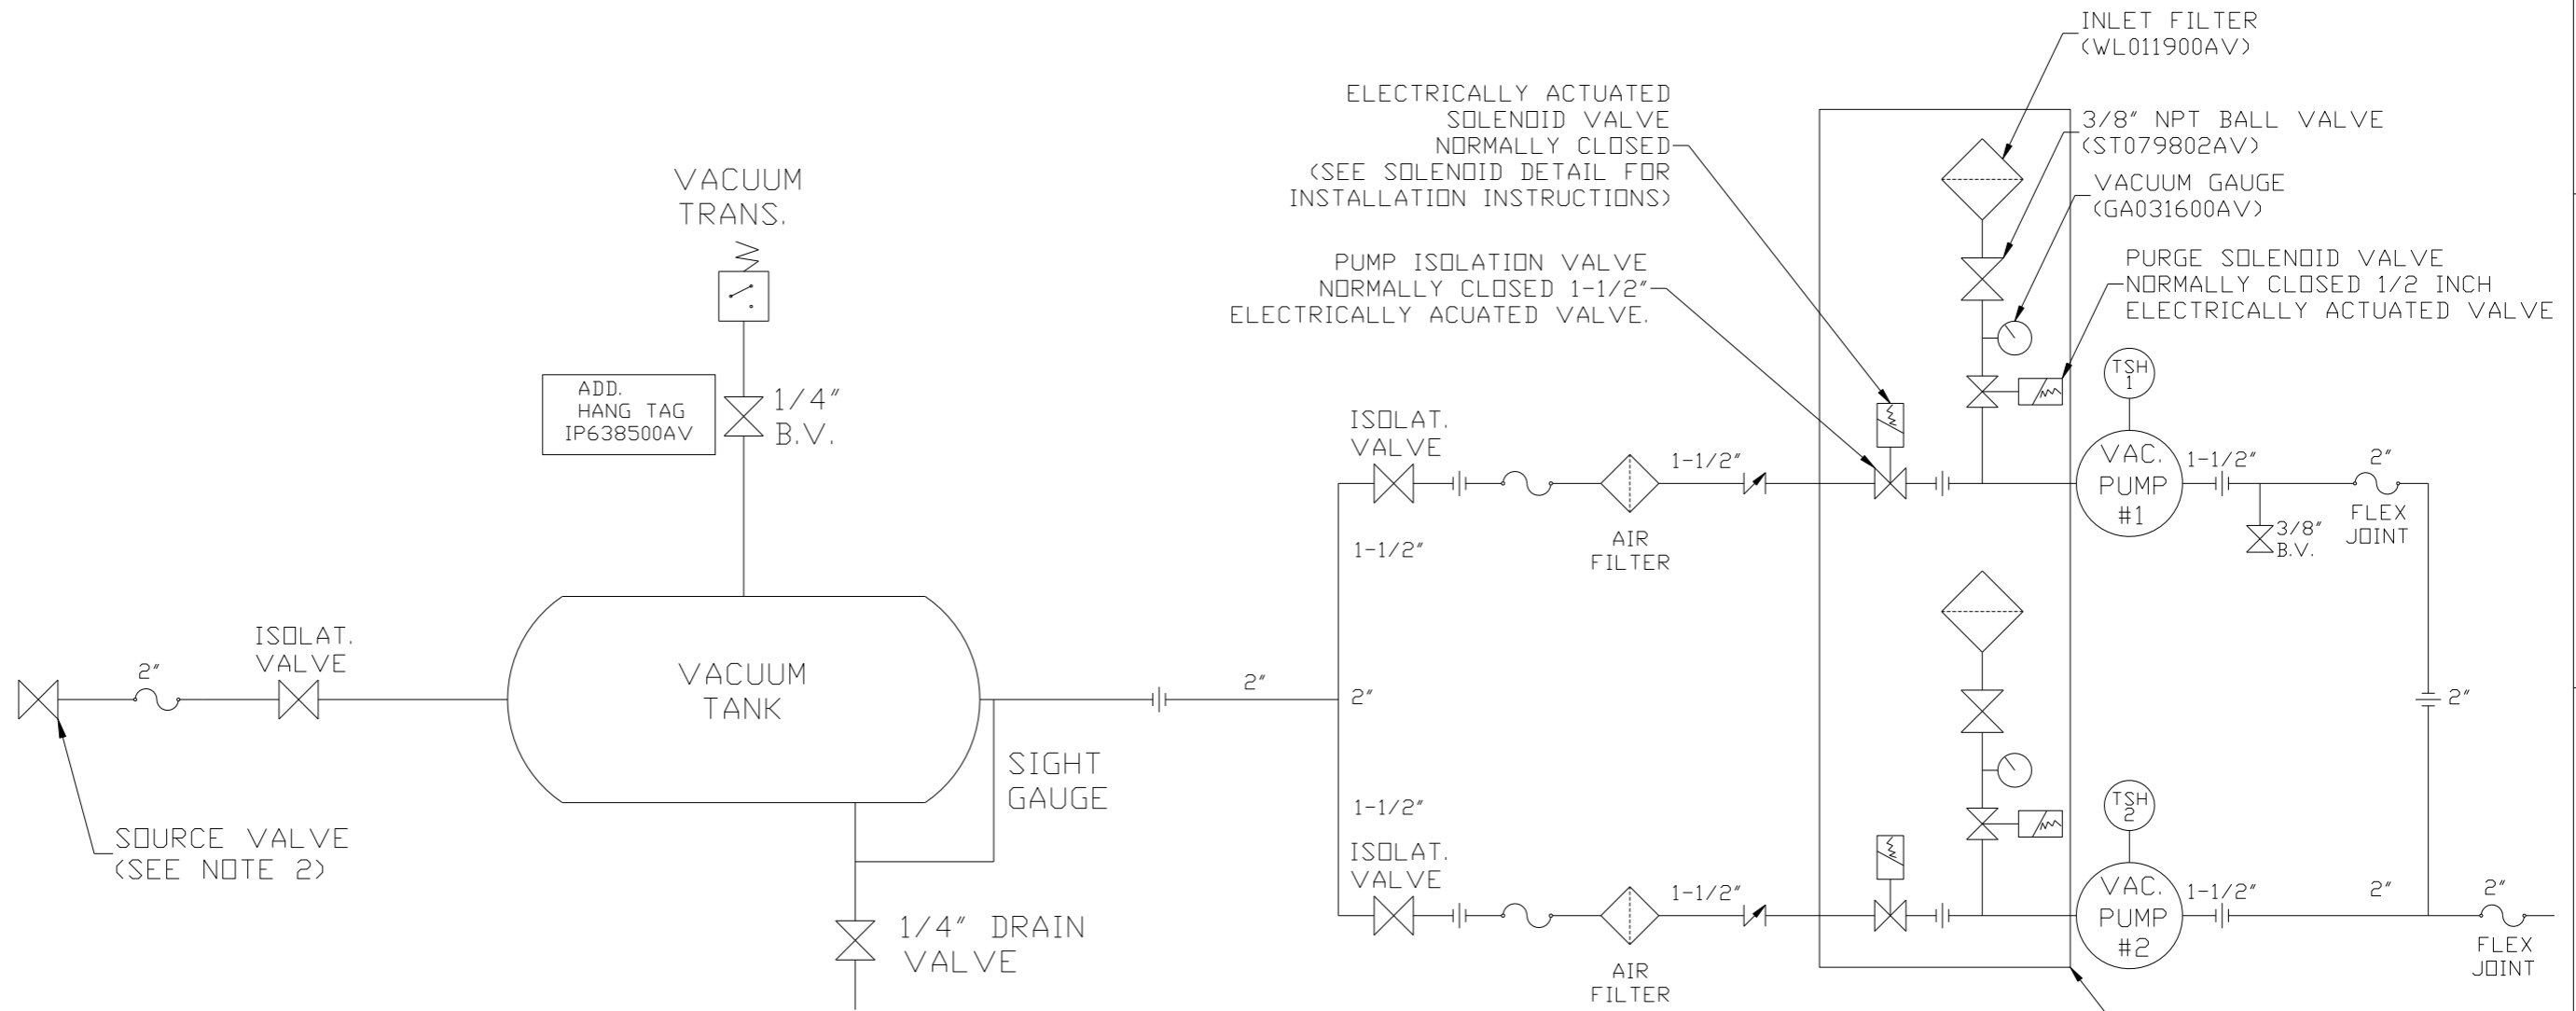 INLET FILTER
(WL011900AV)
ELECTRICALLY ACTUATED
SOLENOID VALVE
NORMALLY CLOSED
(SEE SOLENOID DETAIL FOR
INSTALLATION INSTRUCTIONS)
3/8" NPT BALL VALVE
(ST079802AV)
VACUUM GAUGE
(GA031600AV)
VACUUM
TRANS.
PUMP ISOLATION VALVE
NORMALLY CLOSED 1-1/2"
ELECTRICALLY ACUATED VALVE.
PURGE SOLENOID VALVE
NORMALLY CLOSED 1/2 INCH
ELECTRICALLY ACTUATED VALVE
ADD.
HANG TAG
IP638500AV
1/4"
B.V.
TSH
1
ISOLAT.
VALVE
1-1/2"
AIR
FILTER
1-1/2"
VAC.
PUMP
#1
1-1/2"
3/8"
B.V.
2"
FLEX
JOINT
2"
ISOLAT.
VALVE
VACUUM
TANK
2"
2"
2"
SIGHT
GAUGE
SOURCE VALVE
(SEE NOTE 2)
1/4" DRAIN
VALVE
1-1/2"
ISOLAT.
VALVE
AIR
FILTER
1-1/2"
TSH
2
VAC.
PUMP
#2
1-1/2"
2"
2"
FLEX
JOINT